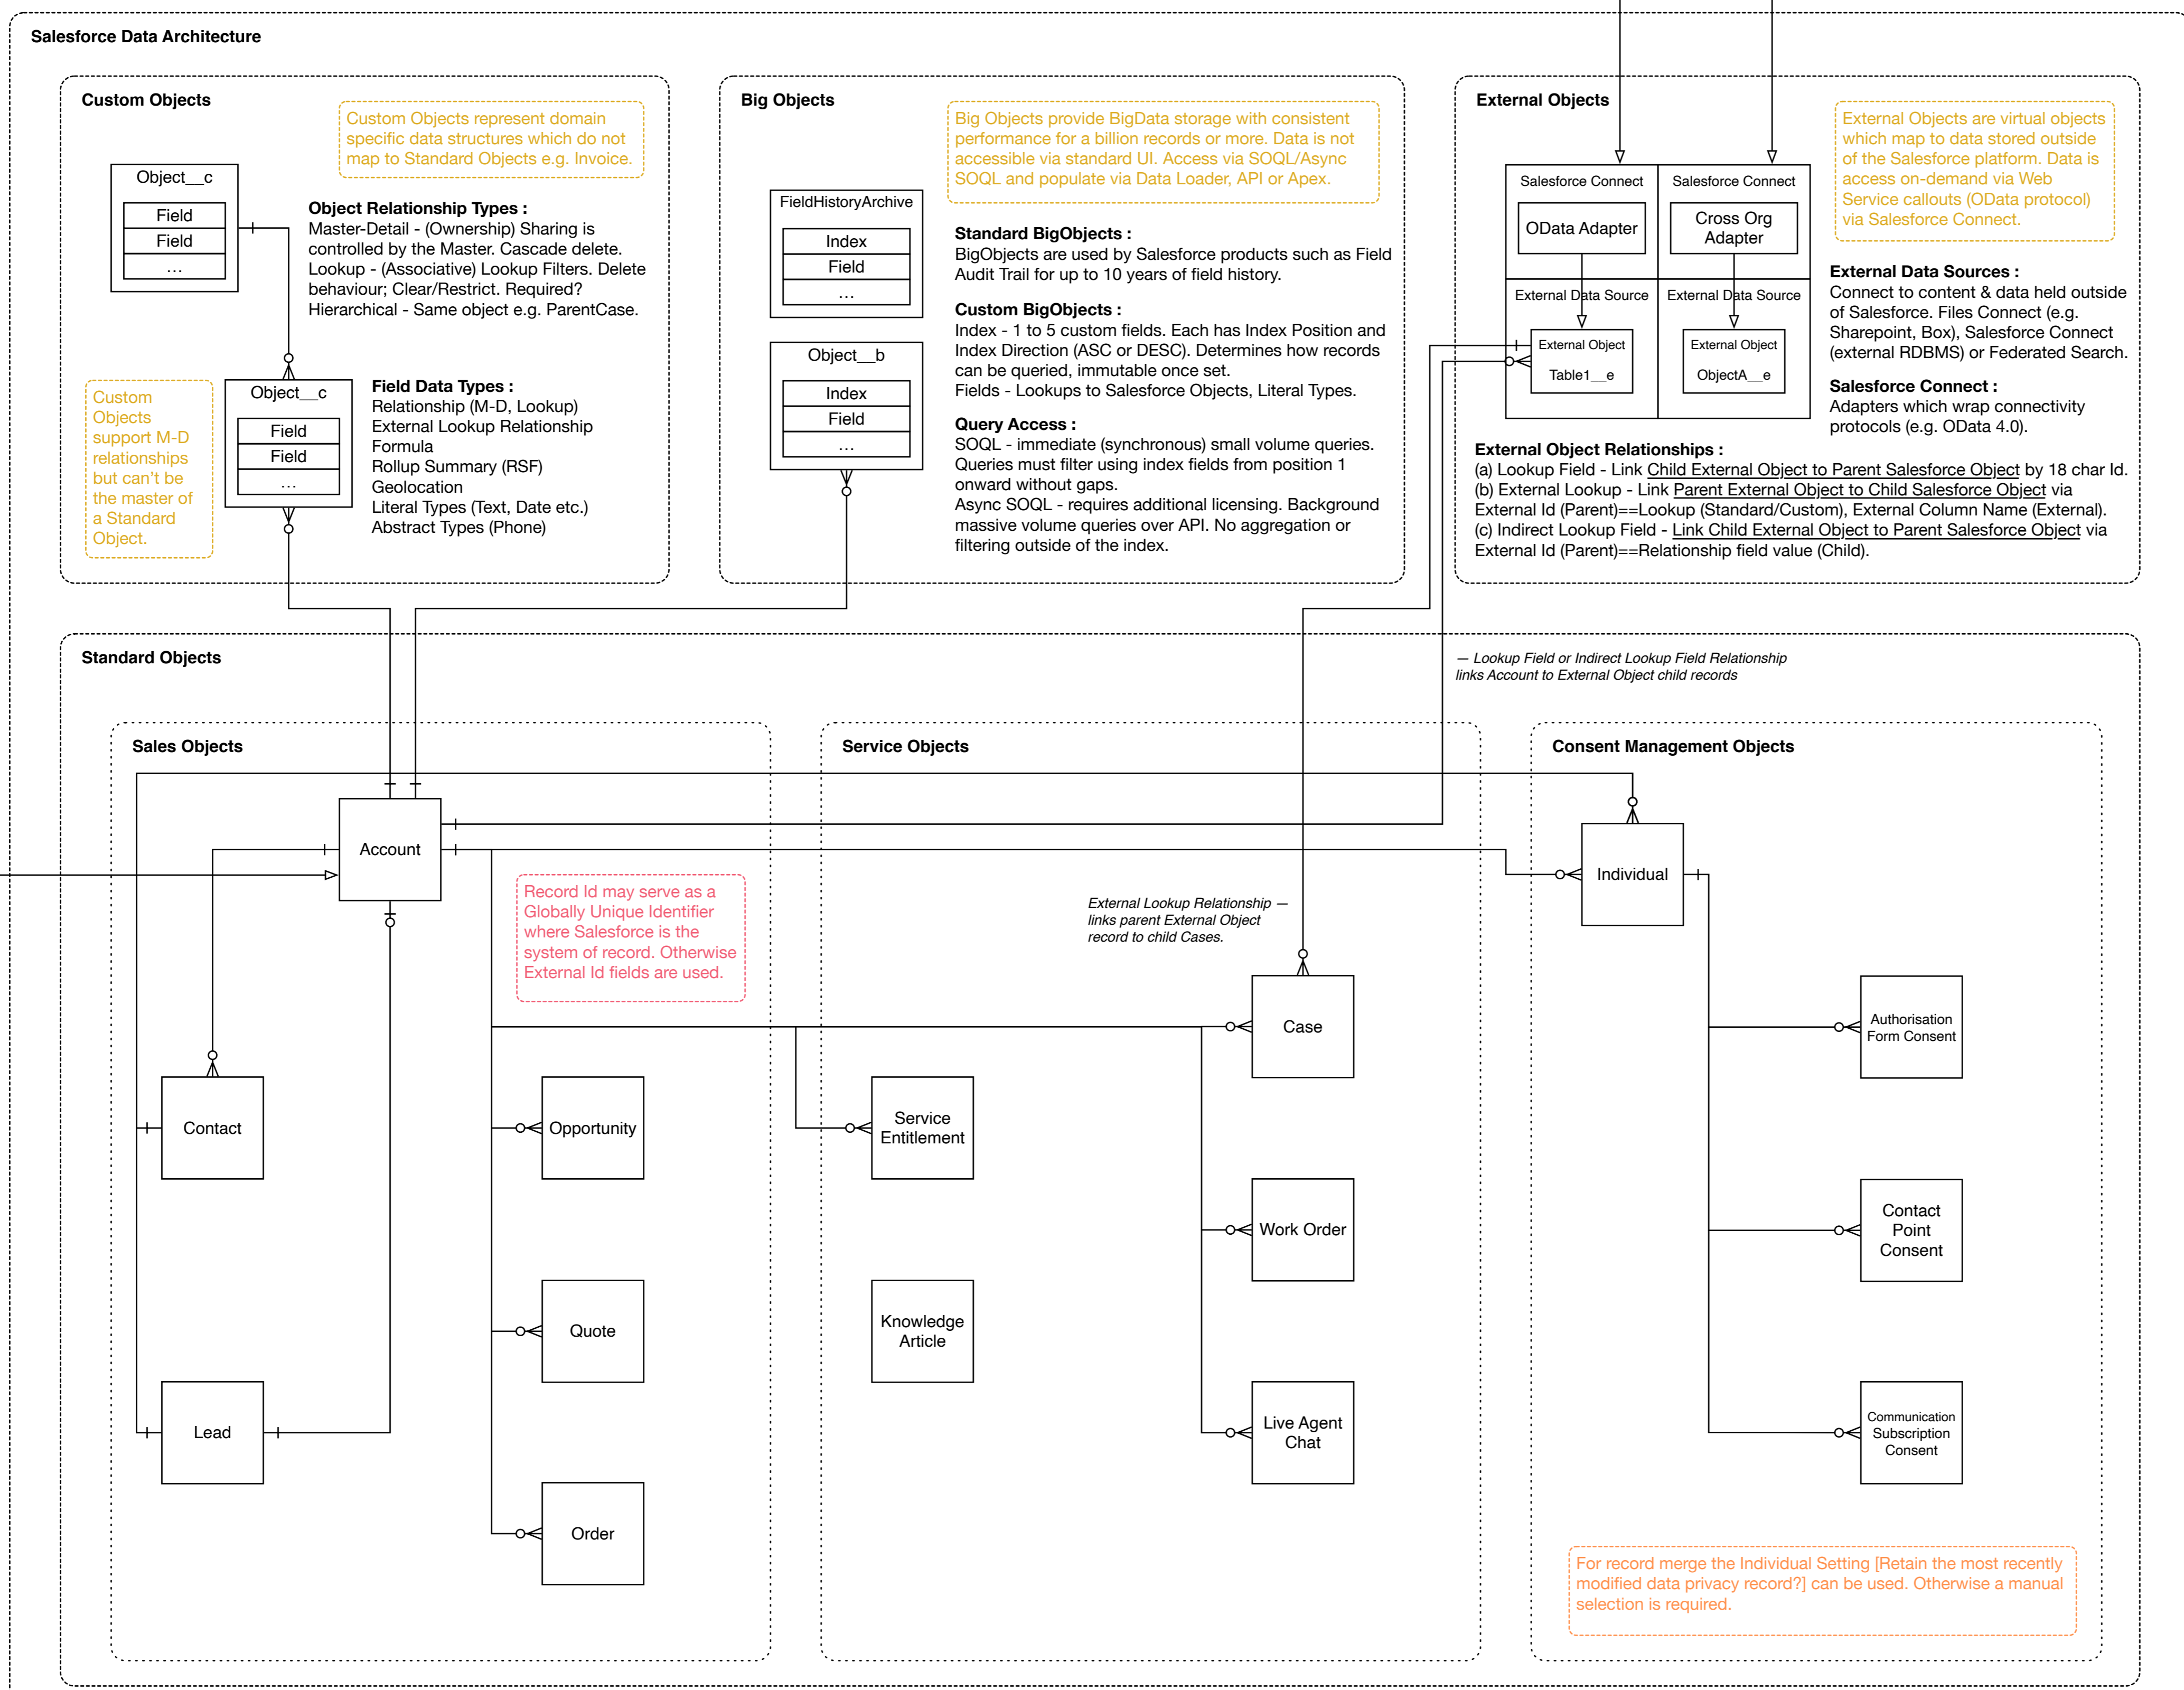 Salesforce Data Architecture
Custom Objects
Custom Objects represent domain
specific data structures which do not
map to Standard Objects e.g. Invoice.
Object__c
Field
Field
...
Object Relationship Types :
Master-Detail - (Ownership) Sharing is
controlled by the Master. Cascade delete.
Lookup - (Associative) Lookup Filters. Delete
behaviour; Clear/Restrict. Required?
Hierarchical - Same object e.g. ParentCase.
Custom
Objects
support M-D
relationships
but can't be
the master of
a Standard
Object.
Object__c
Field
Field
...
Field Data Types :
Relationship (M-D, Lookup)
External Lookup Relationship
Formula
Rollup Summary (RSF)
Geolocation
Literal Types (Text, Date etc.)
Abstract Types (Phone)
Big Objects
Big Objects provide BigData storage with consistent
performance for a billion records or more. Data is not
accessible via standard UI. Access via SOQL/Async
SOQL and populate via Data Loader, API or Apex.
FieldHistoryArchive
Index
Field
...
Object__b
Index
Field
...
Standard BigObjects :
BigObjects are used by Salesforce products such as Field
Audit Trail for up to 10 years of field history.
Custom BigObjects :
Index - 1 to 5 custom fields. Each has Index Position and
Index Direction (ASC or DESC). Determines how records
can be queried, immutable once set.
Fields - Lookups to Salesforce Objects, Literal Types.
Query Access :
SOQL - immediate (synchronous) small volume queries.
Queries must filter using index fields from position 1
onward without gaps.
Async SOQL - requires additional licensing. Background
massive volume queries over API. No aggregation or
filtering outside of the index.
External Objects
External Objects are virtual objects
which map to data stored outside
of the Salesforce platform. Data is
access on-demand via Web
Service callouts (OData protocol)
via Salesforce Connect.
Salesforce Connect
OData Adapter
Salesforce Connect
Cross Org
Adapter
External Data Source
External Object
Table1__e
External Data Source
External Object
ObjectA__e
External Data Sources :
Connect to content & data held outside
of Salesforce. Files Connect (e.g.
Sharepoint, Box), Salesforce Connect
(external RDBMS) or Federated Search.
Salesforce Connect :
Adapters which wrap connectivity
protocols (e.g. OData 4.0).
External Object Relationships :
(a) Lookup Field - Link Child External Object to Parent Salesforce Object by 18 char Id.
(b) External Lookup - Link Parent External Object to Child Salesforce Object via
External Id (Parent)==Lookup (Standard/Custom), External Column Name (External).
(c) Indirect Lookup Field - Link Child External Object to Parent Salesforce Object via
External Id (Parent)==Relationship field value (Child).
Standard Objects
— Lookup Field or Indirect Lookup Field Relationship
links Account to External Object child records
Sales Objects
Account
Record Id may serve as a
Globally Unique Identifier
where Salesforce is the
system of record. Otherwise
External Id fields are used.
Contact
Opportunity
Quote
Lead
Order
Service Objects
External Lookup Relationship —
links parent External Object
record to child Cases.
Case
Service
Entitlement
Work Order
Knowledge
Article
Live Agent
Chat
Consent Management Objects
Individual
Authorisation
Form Consent
Contact
Point
Consent
Communication
Subscription
Consent
For record merge the Individual Setting [Retain the most recently
modified data privacy record?] can be used. Otherwise a manual
selection is required.